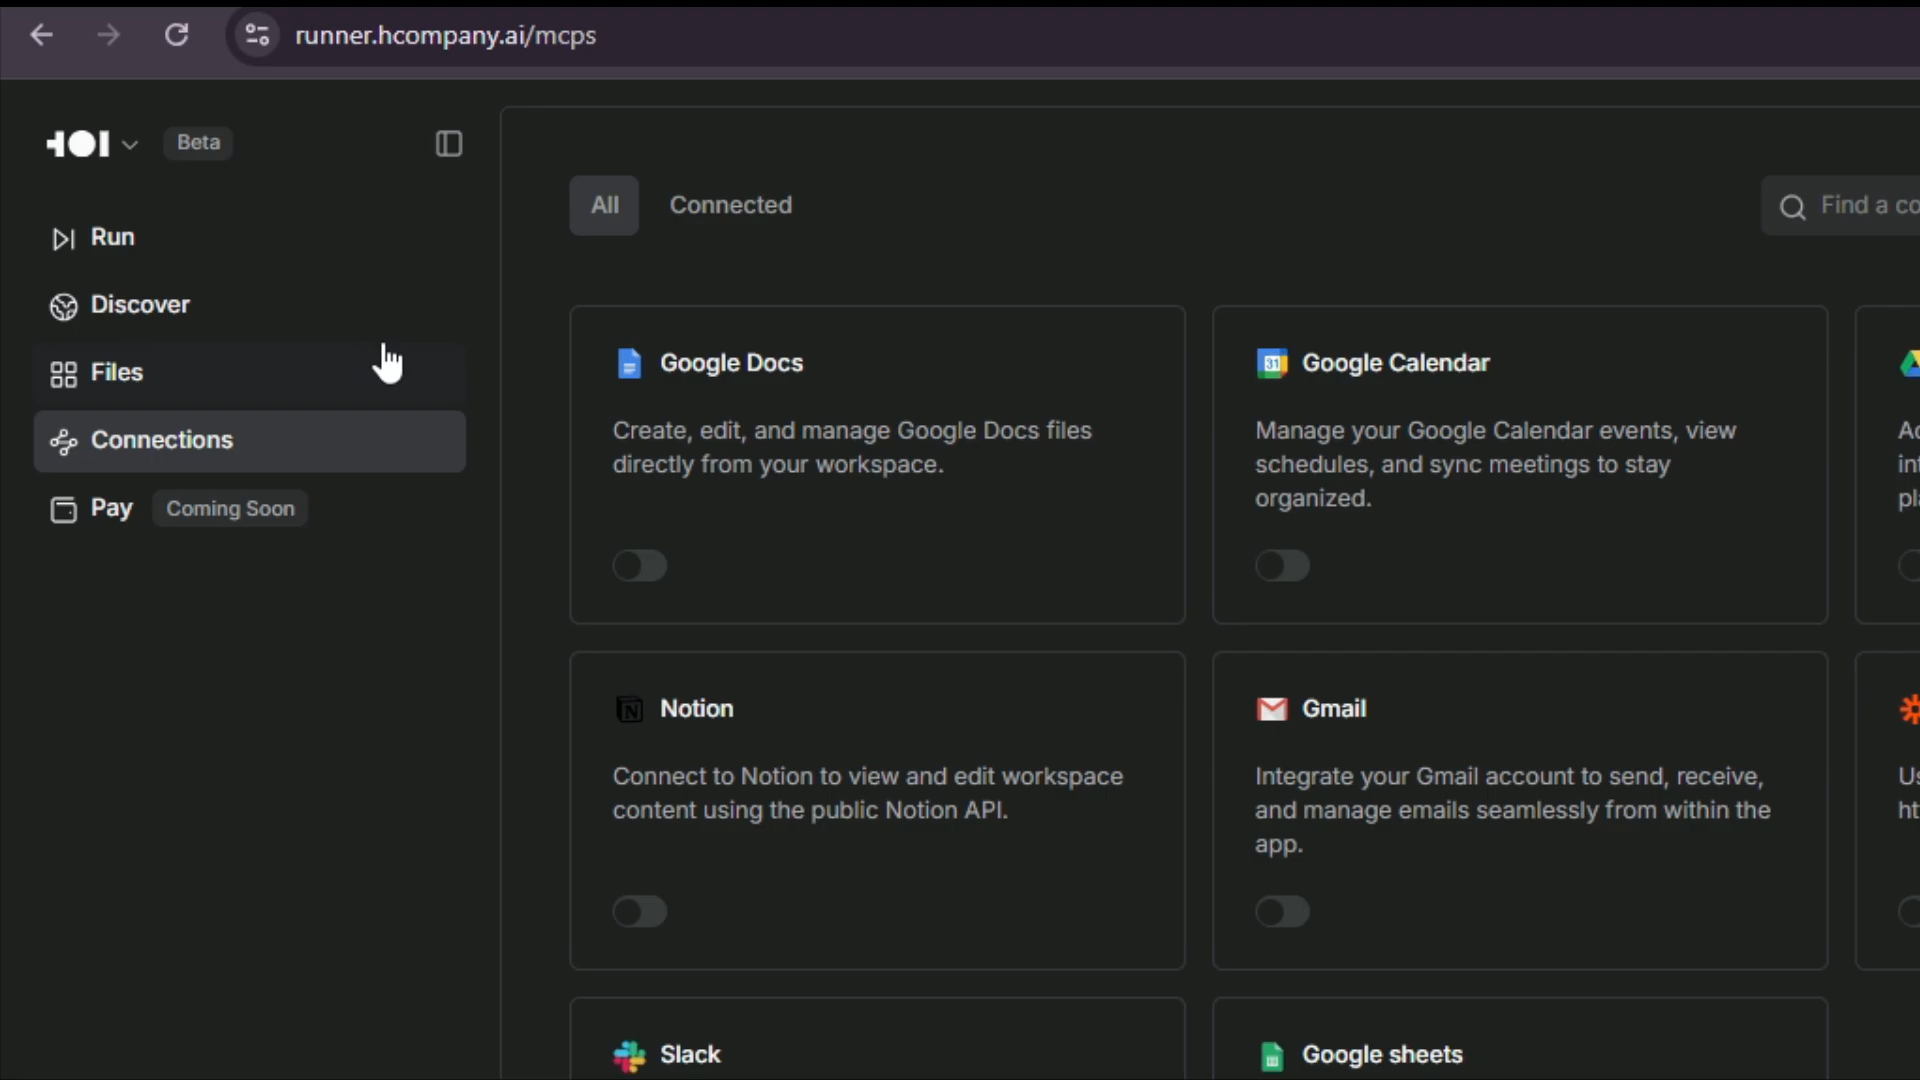 runner.hcompany.ai/mcps
Beta
Run
Discover
Files
Connections
Pay Coming Soon
All Connected
Find a co
Google Docs
Create, edit, and manage Google Docs files
directly from your workspace.
31
Google Calendar
Manage your Google Calendar events, view
schedules, and sync meetings to stay
organized.
N
Notion
Connect to Notion to view and edit workspace
content using the public Notion API.
Gmail
Integrate your Gmail account to send, receive,
and manage emails seamlessly from within the
app.
Slack
Google sheets